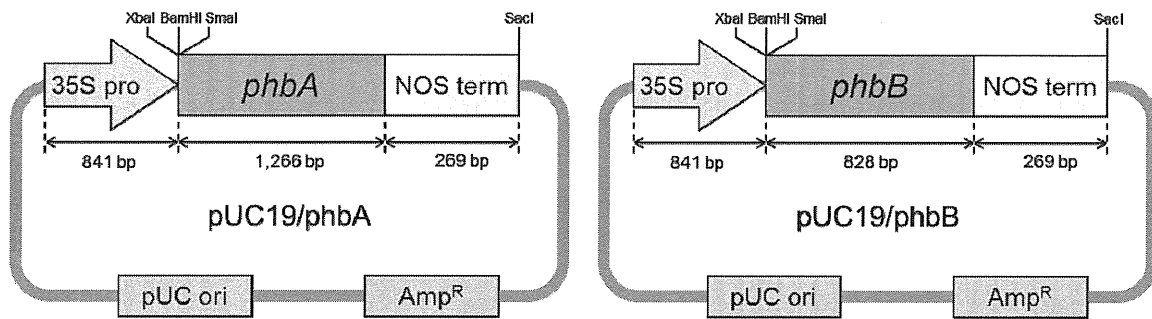 XbaI BamHI SmaI
SacI
35S pro
phbA
NOS term
841 bp
1,266 bp
269 bp
pUC19/phbA
pUC ori
Amp^R
XbaI BamHI SmaI
SacI
35S pro
phbB
NOS term
841 bp
828 bp
269 bp
pUC19/phbB
pUC ori
Amp^R